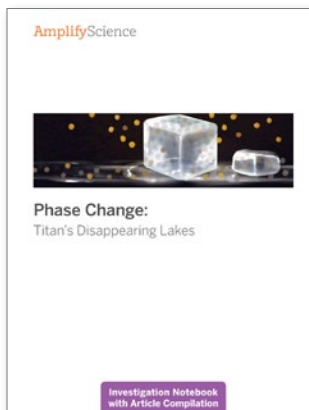 AmplifyScience
Phase Change:
Titan's Disappearing Lakes
Investigation Notebook
with Article Compilation